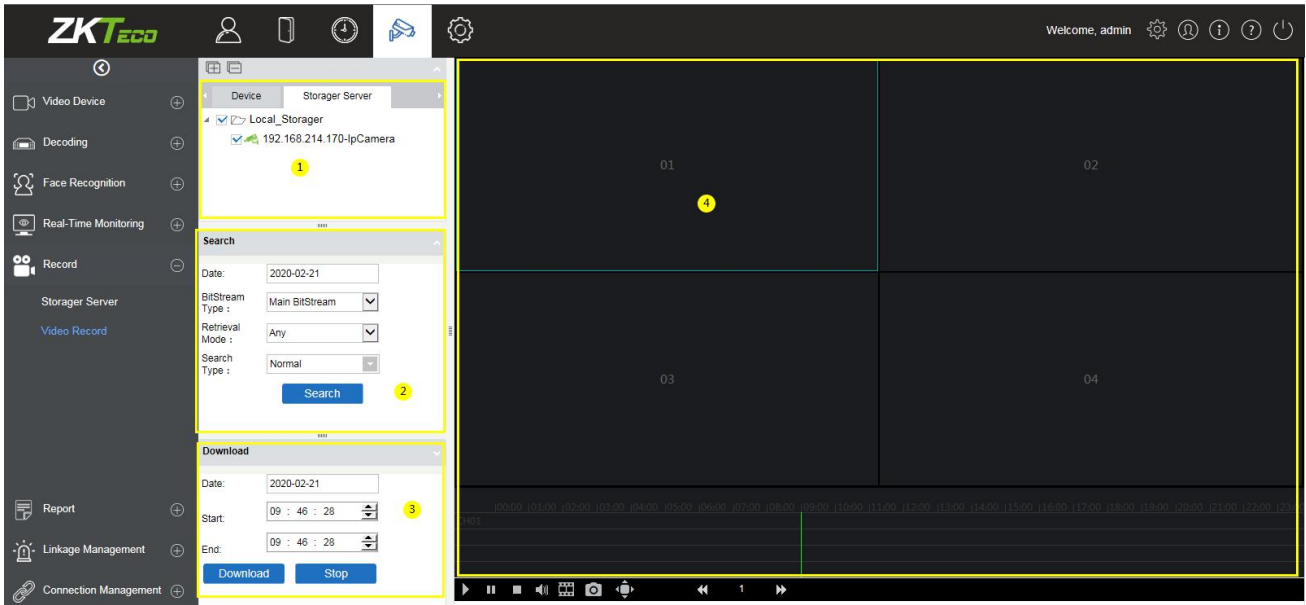 ZKTeco
Welcome, admin
Video Device
Decoding
Face Recognition
Real-Time Monitoring
Record
Storager Server
Video Record
Report
Linkage Management
Connection Management
Device Storager Server
Local_Storager
192.168.214.170-IpCamera
1
Search
Date: 2020-02-21
BitStream
Type : Main BitStream
Retrieval
Mode : Any
Search
Type : Normal
Search
2
Download
Date: 2020-02-21
Start: 09 : 46 : 28
3
End: 09 : 46 : 28
Download Stop
01 02
4
03 04
|00:00 |01:00 |02:00 |03:00 |04:00 |05:00 |06:00 |07:00 |08:00 |09:00 |10:00 |11:00 |12:00 |13:00 |14:00 |15:00 |16:00 |17:00 |18:00 |19:00 |20:00 |21:00 |22:00
1